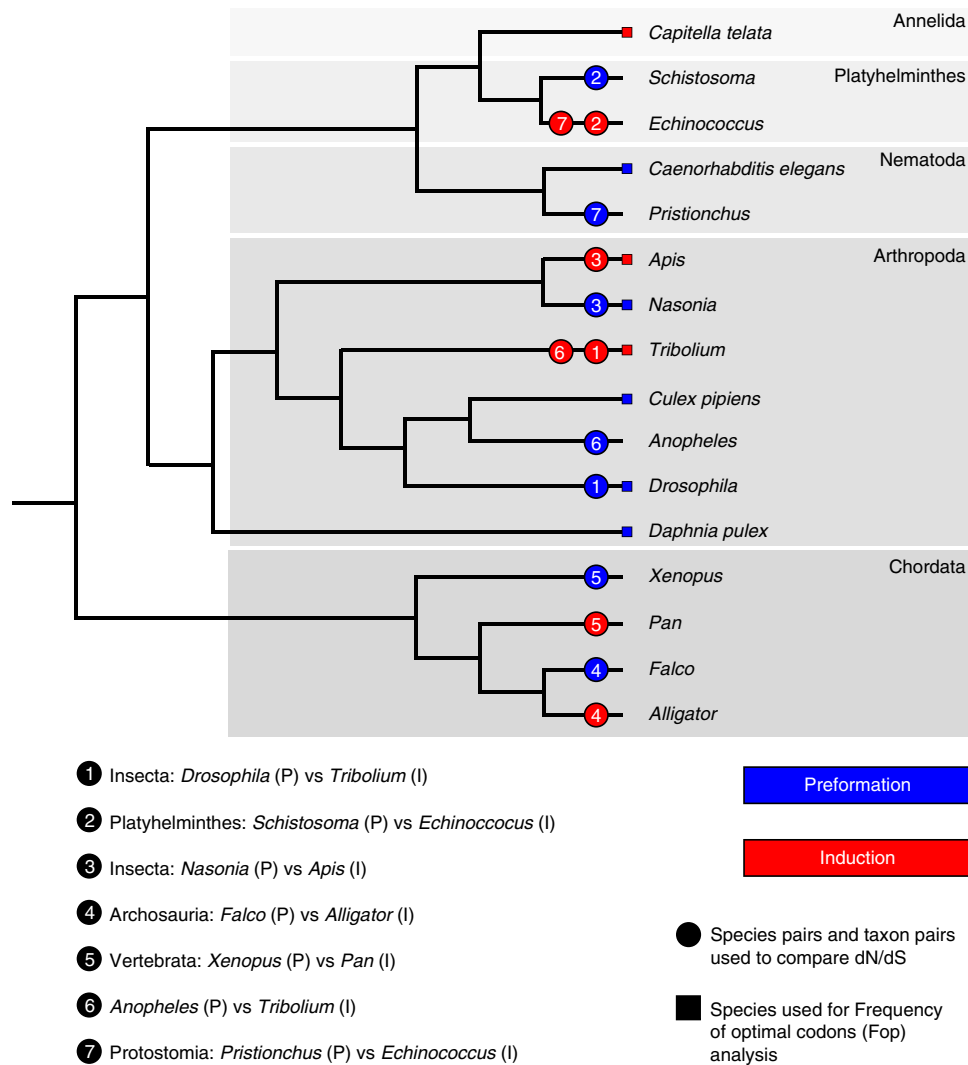 Annelida
Capitella telata
2 Schistosoma Platyhelminthes
7 2 Echinococcus
Nematoda
Caenorhabditis elegans
7 Pristionchus
Arthropoda
3 Apis
3 Nasonia
6 1 Tribolium
Culex pipiens
6 Anopheles
1 Drosophila
Daphnia pulex
Chordata
5 Xenopus
5 Pan
4 Falco
4 Alligator
1 Insecta: Drosophila (P) vs Tribolium (I)
2 Platyhelminthes: Schistosoma (P) vs Echinoccocus (I)
3 Insecta: Nasonia (P) vs Apis (I)
4 Archosauria: Falco (P) vs Alligator (I)
5 Vertebrata: Xenopus (P) vs Pan (I)
6 Anopheles (P) vs Tribolium (I)
7 Protostomia: Pristionchus (P) vs Echinococcus (I)
Preformation
Induction
Species pairs and taxon pairs
used to compare dN/dS
Species used for Frequency
of optimal codons (Fop)
analysis